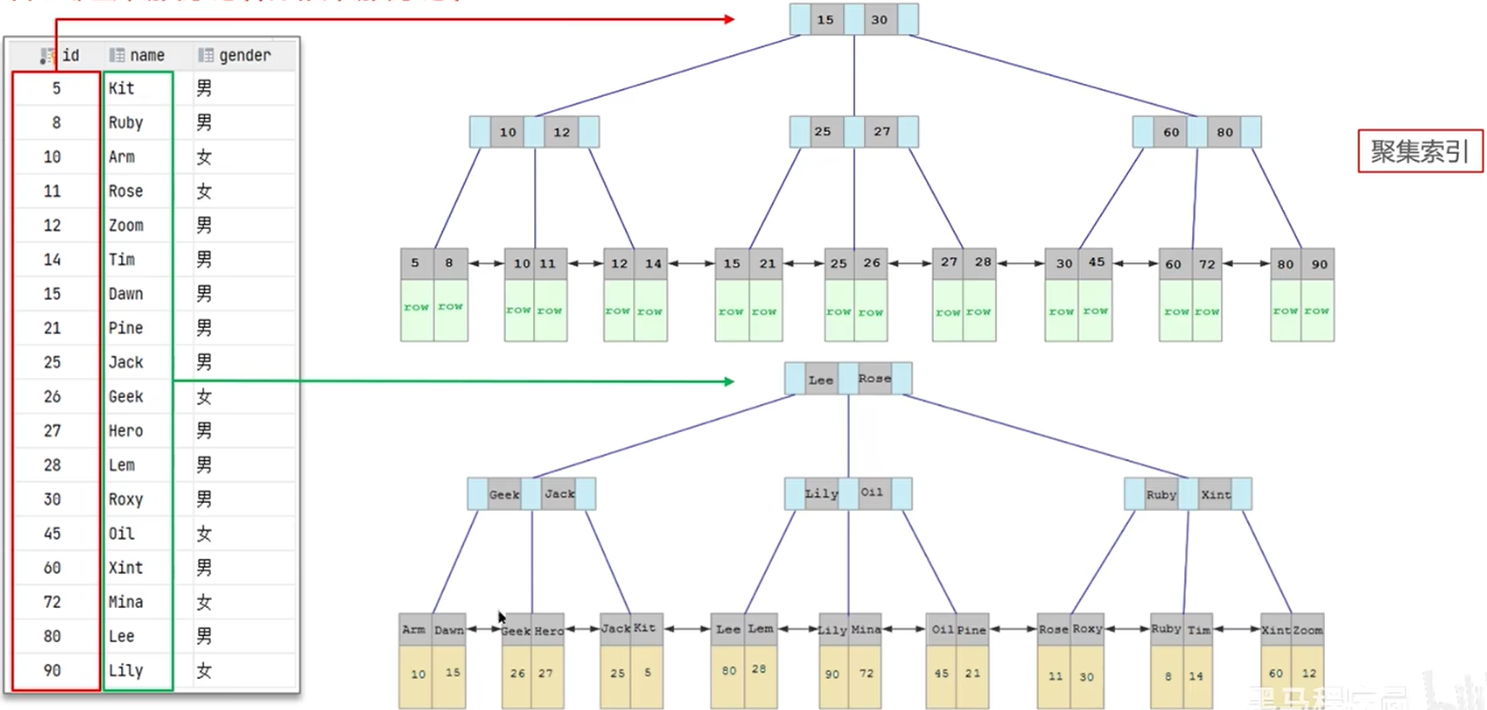 id name gender
5 Kit 男
8 Ruby 男
10 Arm 女
11 Rose 女
12 Zoom 男
14 Tim 男
15 Dawn 男
21 Pine 男
25 Jack 男
26 Geek 女
27 Hero 男
28 Lem 男
30 Roxy 男
45 Oil 女
60 Xint 男
72 Mina 女
80 Lee 男
90 Lily 女
15 30
10 12 25 27 60 80
聚集索引
5 8 10 11 12 14 15 21 25 26 27 28 30 45 60 72 80 90
row row row row row row row row row row row row row row row row row row
Lee Rose
Geek Jack Lily Oil Ruby Xint
Arm Dawn Geek Hero Jack Kit Lee Lem Lily Mina Oil Pine Rose Roxy Ruby Tim Xint Zoom
10 15 26 27 25 5 80 28 90 72 45 21 11 30 8 14 60 12